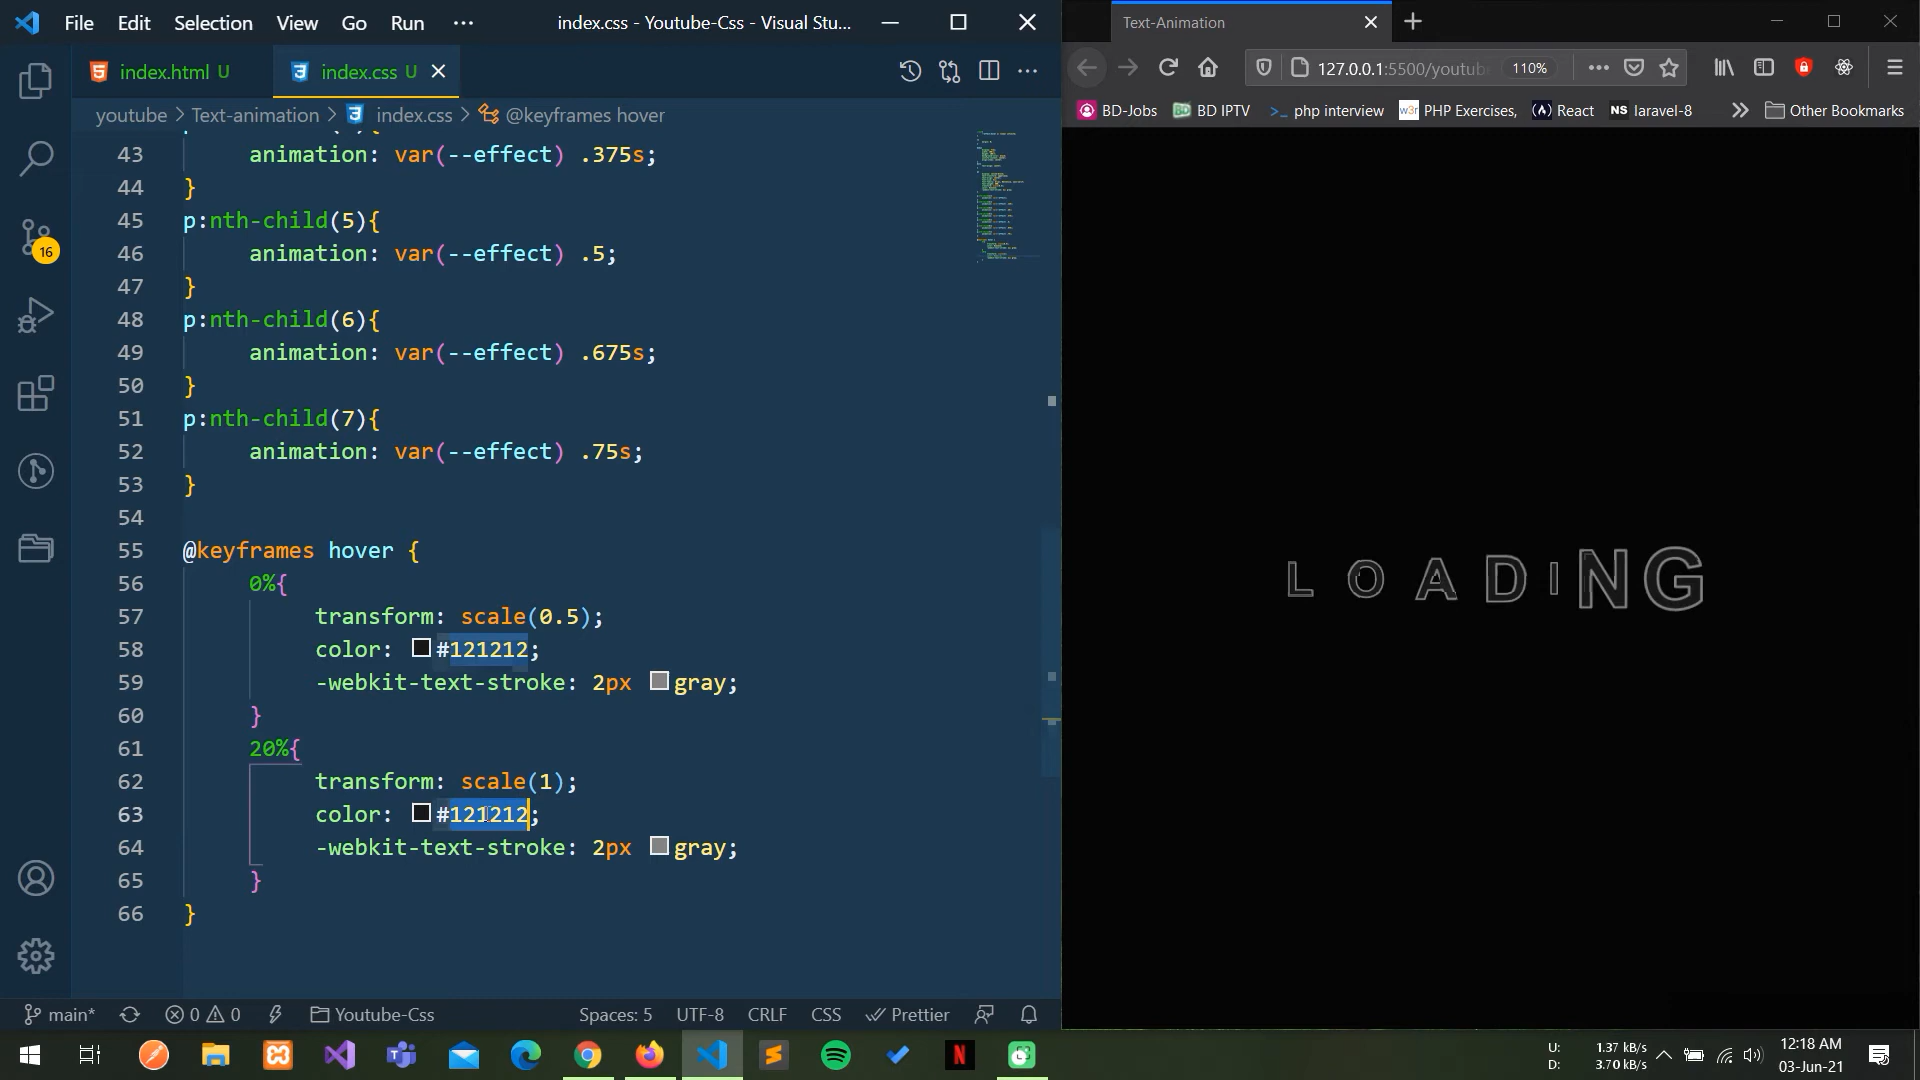 File Edit Selection View Go Run ··· index.css - Youtube-Css - Visual Stu...
index.html U index.css U
youtube > Text-animation > index.css > @keyframes hover
43 animation: var(--effect) .375s;
44 }
45 p:nth-child(5){
46 animation: var(--effect) .5;
47 }
48 p:nth-child(6){
49 animation: var(--effect) .675s;
50 }
51 p:nth-child(7){
52 animation: var(--effect) .75s;
53 }
54
55 @keyframes hover {
56 0%{
57 transform: scale(0.5);
58 color: #121212;
59 -webkit-text-stroke: 2px gray;
60 }
61 20%{
62 transform: scale(1);
63 color: #121212;
64 -webkit-text-stroke: 2px gray;
65 }
66 }
16
main* 0 0 Youtube-Css Spaces: 5 UTF-8 CRLF CSS Prettier
Text-Animation
127.0.0.1:5500/youtub 110%
BD-Jobs BD IPTV php interview w3r PHP Exercises, React NS laravel-8 Other Bookmarks
LOADING
U: 1.37 kB/s
D: 3.70 kB/s
12:18 AM
03-Jun-21